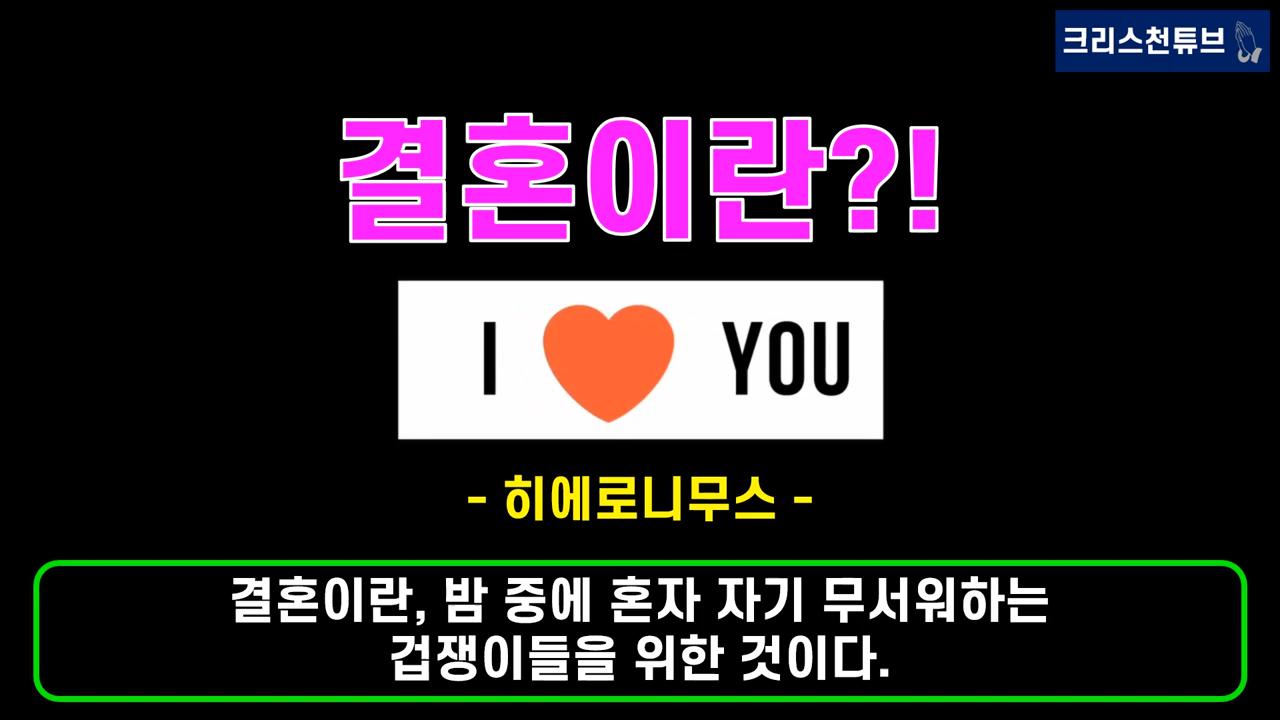 크리스천튜브
결혼이란?!
I ❤ YOU
- 히에로니무스 -
결혼이란, 밤 중에 혼자 자기 무서워하는
겁쟁이들을 위한 것이다.